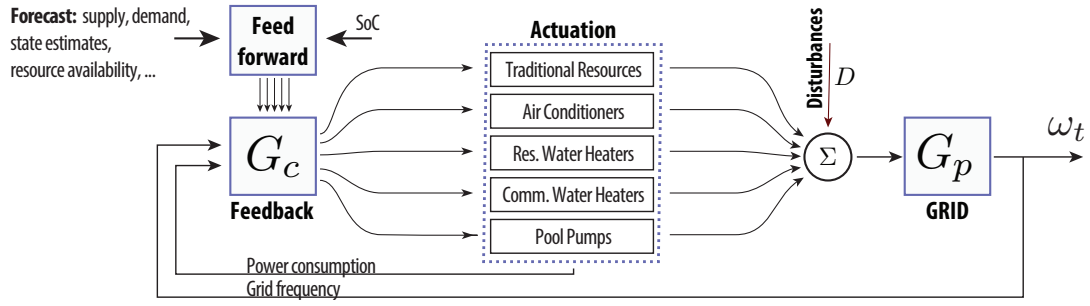 Forecast: supply, demand,
state estimates,
resource availability, ...
Feed
forward
SoC
Actuation
Traditional Resources
Air Conditioners
Res. Water Heaters
Comm. Water Heaters
Pool Pumps
Disturbances
D
G_c
Feedback
Σ
G_p
GRID
ω_t
Power consumption
Grid frequency